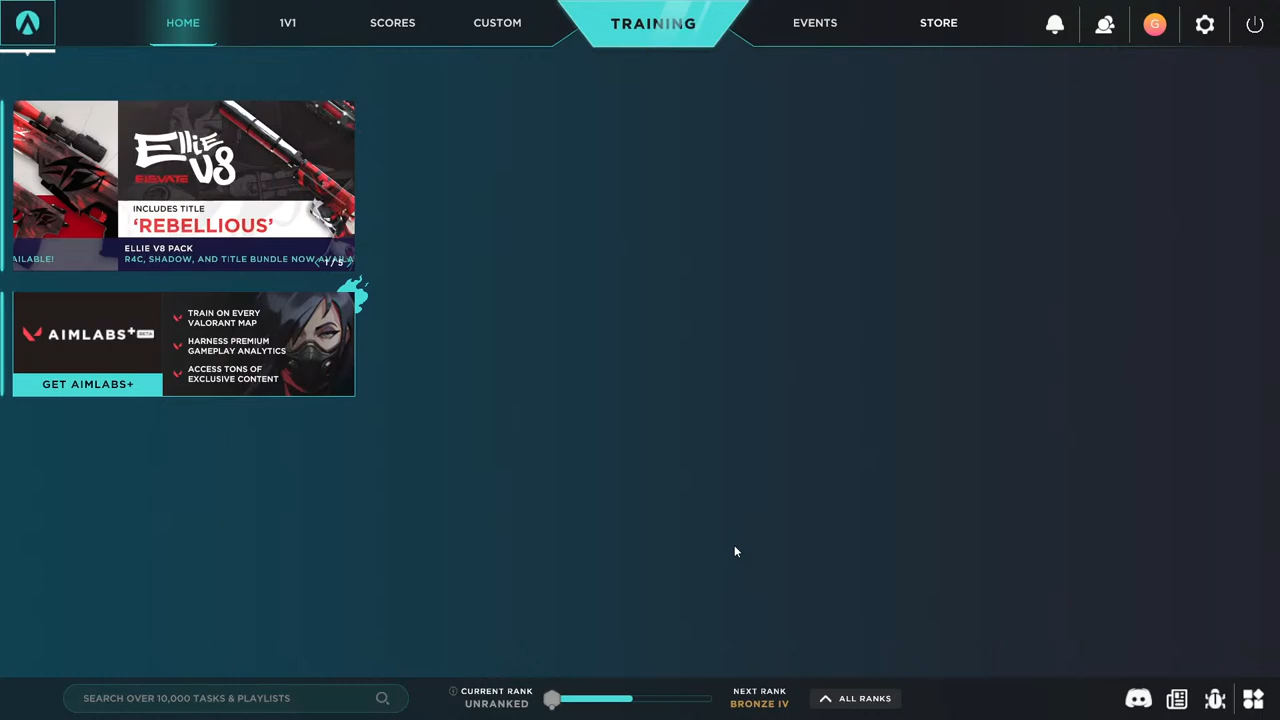 HOME
1V1
SCORES
CUSTOM
TRAINING
EVENTS
STORE
G
ElliE
V8
ELEVATE
INCLUDES TITLE
'REBELLIOUS'
ELLIE V8 PACK
AILABLE!
R4C, SHADOW, AND TITLE BUNDLE NOW AVAILA
1 / 5
AIMLABS+ BETA
GET AIMLABS+
TRAIN ON EVERY
VALORANT MAP
HARNESS PREMIUM
GAMEPLAY ANALYTICS
ACCESS TONS OF
EXCLUSIVE CONTENT
SEARCH OVER 10,000 TASKS & PLAYLISTS
CURRENT RANK
UNRANKED
NEXT RANK
BRONZE IV
ALL RANKS